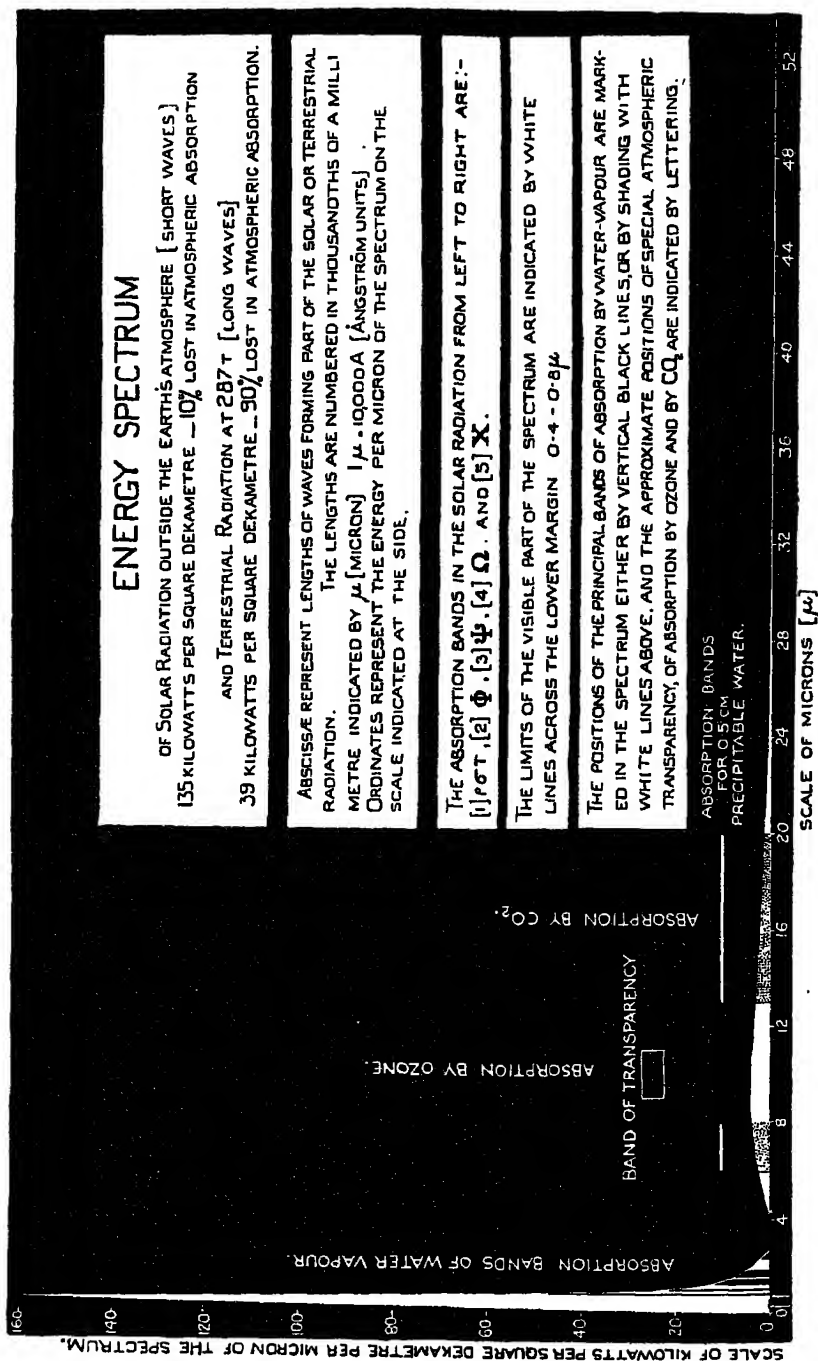 ENERGY SPECTRUM
OF SOLAR RADIATION OUTSIDE THE EARTH'S ATMOSPHERE [SHORT WAVES]
135 KILOWATTS PER SQUARE DEKAMETRE _ 10% LOST IN ATMOSPHERIC ABSORPTION
AND TERRESTRIAL RADIATION AT 287T [LONG WAVES]
39 KILOWATTS PER SQUARE DEKAMETRE _ 90% LOST IN ATMOSPHERIC ABSORPTION.
ABSCISSÆ REPRESENT LENGTHS OF WAVES FORMING PART OF THE SOLAR OR TERRESTRIAL
RADIATION. THE LENGTHS ARE NUMBERED IN THOUSANDTHS OF A MILLI
METRE INDICATED BY μ [MICRON] 1μ = 10,000 A [ÅNGSTRÖM UNITS].
ORDINATES REPRESENT THE ENERGY PER MICRON OF THE SPECTRUM ON THE
SCALE INDICATED AT THE SIDE.
THE ABSORPTION BANDS IN THE SOLAR RADIATION FROM LEFT TO RIGHT ARE:-
[1] ρσΤ, [2] Φ, [3] Ψ, [4] Ω. AND [5] X.
THE LIMITS OF THE VISIBLE PART OF THE SPECTRUM ARE INDICATED BY WHITE
LINES ACROSS THE LOWER MARGIN 0·4 - 0·8μ
THE POSITIONS OF THE PRINCIPAL BANDS OF ABSORPTION BY WATER-VAPOUR ARE MARK-
ED IN THE SPECTRUM EITHER BY VERTICAL BLACK LINES, OR BY SHADING WITH
WHITE LINES ABOVE. AND THE APPROXIMATE POSITIONS OF SPECIAL ATMOSPHERIC
TRANSPARENCY, OF ABSORPTION BY OZONE AND BY CO₂ ARE INDICATED BY LETTERING.
ABSORPTION BANDS
FOR 0·5 CM
PRECIPITABLE WATER.
ABSORPTION BY CO₂.
BAND OF TRANSPARENCY
ABSORPTION BY OZONE.
ABSORPTION BANDS OF WATER VAPOUR.
SCALE OF KILOWATTS PER SQUARE DEKAMETRE PER MICRON OF THE SPECTRUM.
160
140
120
100
80
60
40
20
0
0 1 4 8 12 16 20 24 28 32 36 40 44 48 52
SCALE OF MICRONS [μ]